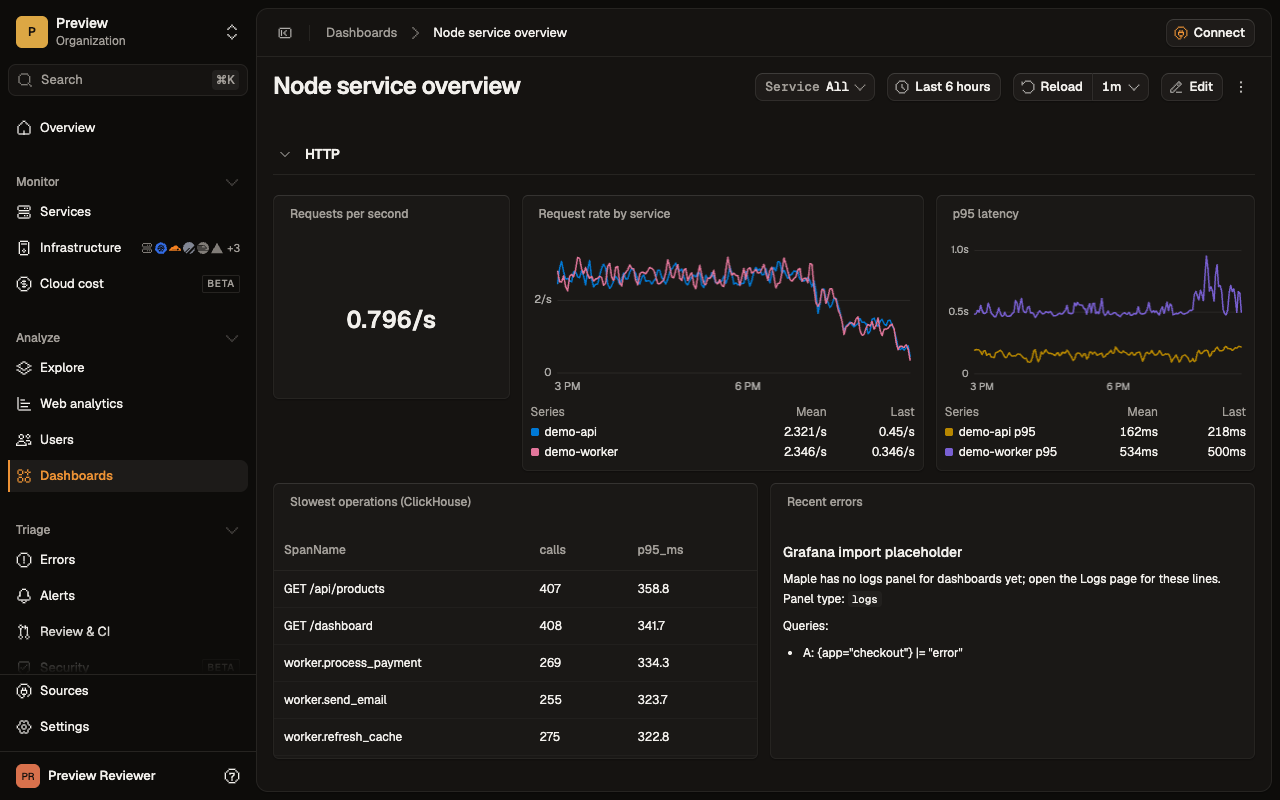 P
Preview
Organization
Search
⌘K
Overview
Monitor
Services
Infrastructure
+3
Cloud cost
BETA
Analyze
Explore
Web analytics
Users
Dashboards
Triage
Errors
Alerts
Review & CI
Security
BETA
Sources
Settings
PR
Preview Reviewer
Dashboards
Node service overview
Connect
Node service overview
Service All
Last 6 hours
Reload
1m
Edit
HTTP
Requests per second
0.796/s
Request rate by service
2/s
0
3 PM
6 PM
Series Mean Last
demo-api 2.321/s 0.45/s
demo-worker 2.346/s 0.346/s
p95 latency
1.0s
0.5s
0
3 PM
6 PM
Series Mean Last
demo-api p95 162ms 218ms
demo-worker p95 534ms 500ms
Slowest operations (ClickHouse)
SpanName calls p95_ms
GET /api/products 407 358.8
GET /dashboard 408 341.7
worker.process_payment 269 334.3
worker.send_email 255 323.7
worker.refresh_cache 275 322.8
Recent errors
Grafana import placeholder
Maple has no logs panel for dashboards yet; open the Logs page for these lines.
Panel type: logs
Queries:
• A: {app="checkout"} |= "error"